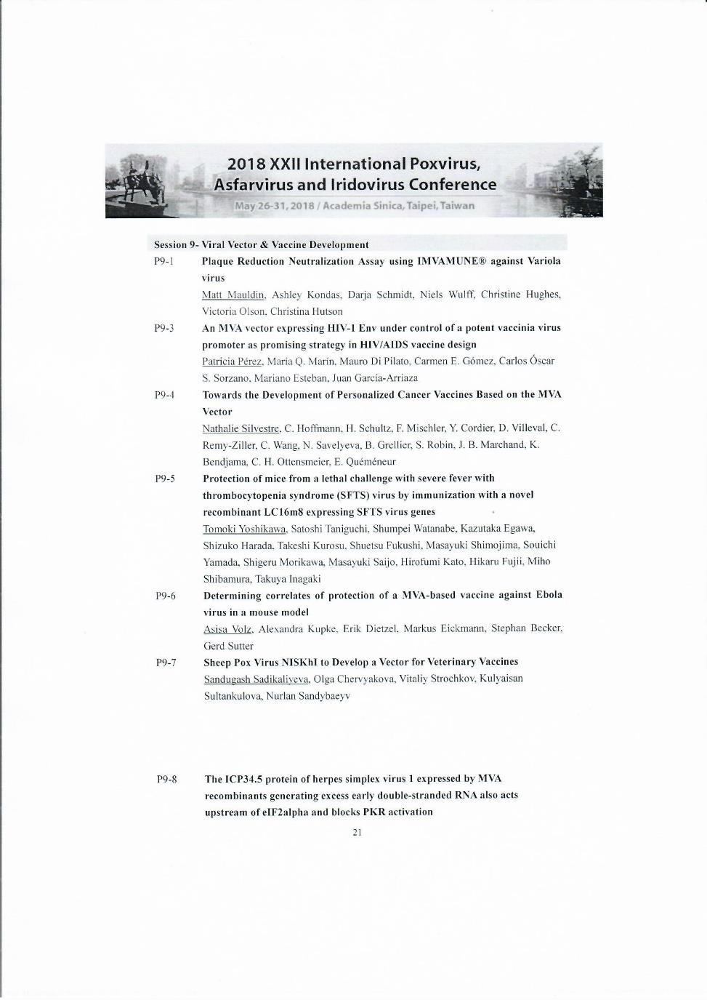 2018 XXII International Poxvirus,
Asfarvirus and Iridovirus Conference
May 26-31, 2018 / Academia Sinica, Taipei, Taiwan
Session 9- Viral Vector & Vaccine Development
P9-1 Plaque Reduction Neutralization Assay using IMVAMUNE® against Variola
virus
Matt Mauldin, Ashley Kondas, Darja Schmidt, Niels Wulff, Christine Hughes,
Victoria Olson, Christina Hutson
P9-3 An MVA vector expressing HIV-1 Env under control of a potent vaccinia virus
promoter as promising strategy in HIV/AIDS vaccine design
Patricia Pérez, María Q. Marín, Mauro Di Pilato, Carmen E. Gómez, Carlos Óscar
S. Sorzano, Mariano Esteban, Juan García-Arriaza
P9-4 Towards the Development of Personalized Cancer Vaccines Based on the MVA
Vector
Nathalie Silvestre, C. Hoffmann, H. Schultz, F. Mischler, Y. Cordier, D. Villeval, C.
Remy-Ziller, C. Wang, N. Savelyeva, B. Grellier, S. Robin, J. B. Marchand, K.
Bendjama, C. H. Ottensmeier, E. Quéméneur
P9-5 Protection of mice from a lethal challenge with severe fever with
thrombocytopenia syndrome (SFTS) virus by immunization with a novel
recombinant LC16m8 expressing SFTS virus genes
Tomoki Yoshikawa, Satoshi Taniguchi, Shumpei Watanabe, Kazutaka Egawa,
Shizuko Harada, Takeshi Kurosu, Shuetsu Fukushi, Masayuki Shimojima, Souichi
Yamada, Shigeru Morikawa, Masayuki Saijo, Hirofumi Kato, Hikaru Fujii, Miho
Shibamura, Takuya Inagaki
P9-6 Determining correlates of protection of a MVA-based vaccine against Ebola
virus in a mouse model
Asisa Volz, Alexandra Kupke, Erik Dietzel, Markus Eickmann, Stephan Becker,
Gerd Sutter
P9-7 Sheep Pox Virus NISKhI to Develop a Vector for Veterinary Vaccines
Sandugash Sadikaliyeva, Olga Chervyakova, Vitaliy Strochkov, Kulyaisan
Sultankulova, Nurlan Sandybaeyv
P9-8 The ICP34.5 protein of herpes simplex virus 1 expressed by MVA
recombinants generating excess early double-stranded RNA also acts
upstream of eIF2alpha and blocks PKR activation
21